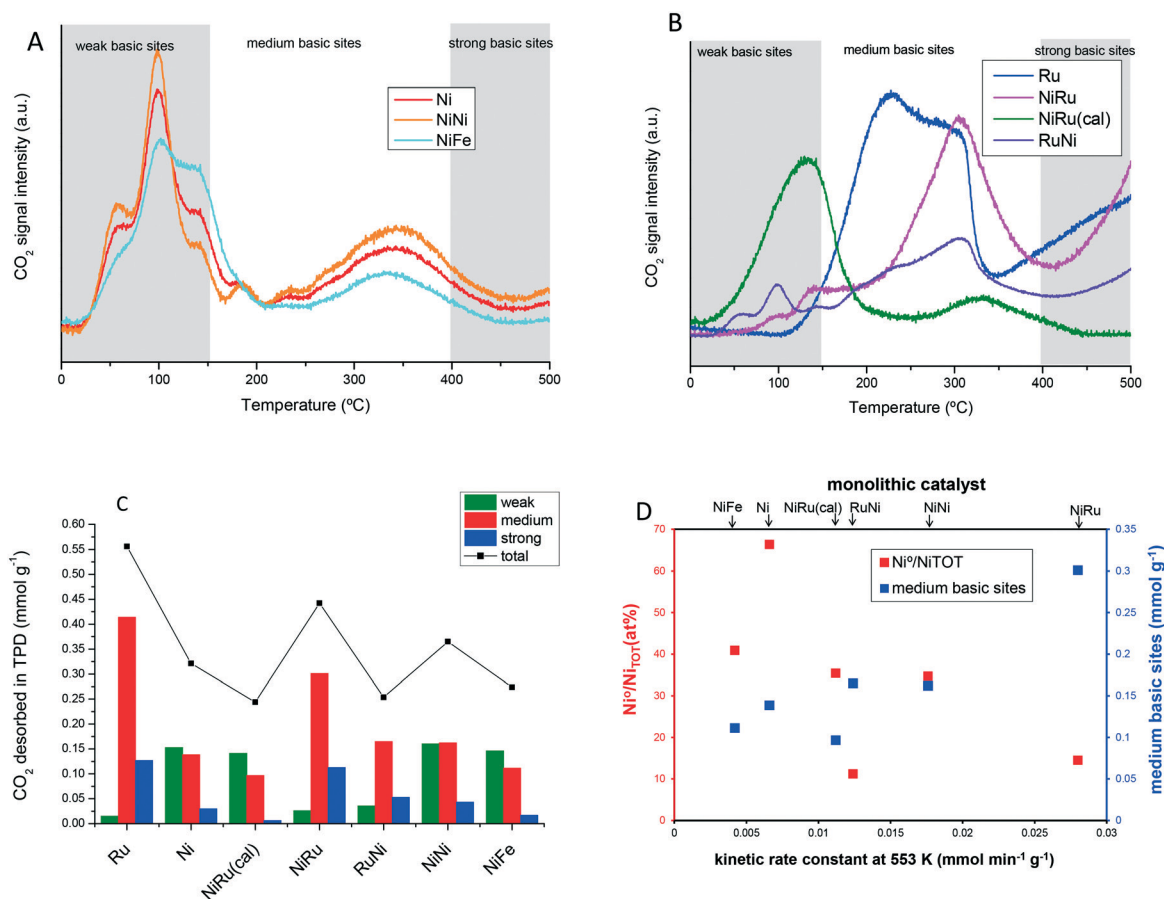 A
weak basic sites
medium basic sites
strong basic sites
Ni
NiNi
NiFe
CO2 signal intensity (a.u.)
0 100 200 300 400 500
Temperature (ºC)
B
weak basic sites
medium basic sites
strong basic sites
Ru
NiRu
NiRu(cal)
RuNi
CO2 signal intensity (a.u.)
0 100 200 300 400 500
Temperature (ºC)
C
weak
medium
strong
total
CO2 desorbed in TPD (mmol g-1)
0.60
0.55
0.50
0.45
0.40
0.35
0.30
0.25
0.20
0.15
0.10
0.05
0.00
Ru Ni NiRu(cal) NiRu RuNi NiNi NiFe
monolithic catalyst
NiFe Ni NiRu(cal) RuNi NiNi NiRu
D
Niº/NiTOT
medium basic sites
Niº/NiTOT(at%)
70
60
50
40
30
20
10
0
medium basic sites (mmol g-1)
0.35
0.3
0.25
0.2
0.15
0.1
0.05
0
0 0.005 0.01 0.015 0.02 0.025 0.03
kinetic rate constant at 553 K (mmol min-1 g-1)